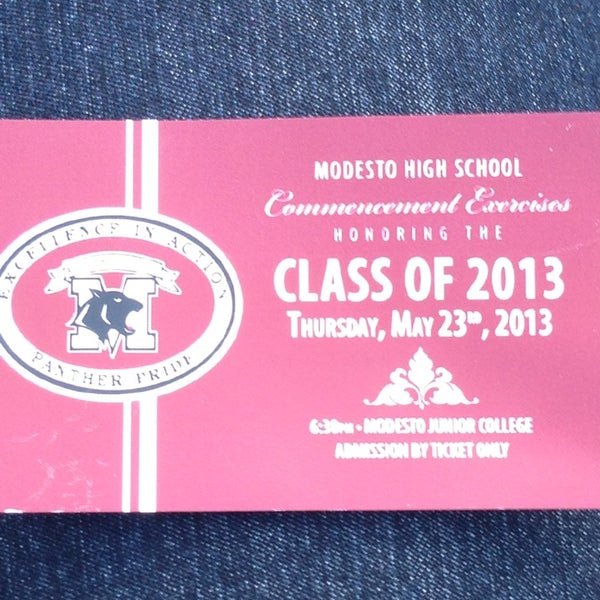 MODESTO HIGH SCHOOL
Commencement Exercises
HONORING THE
CLASS OF 2013
THURSDAY, MAY 23RD, 2013
6:30PM • MODESTO JUNIOR COLLEGE
ADMISSION BY TICKET ONLY
EXCELLENCE IN ACTION
M
PANTHER PRIDE